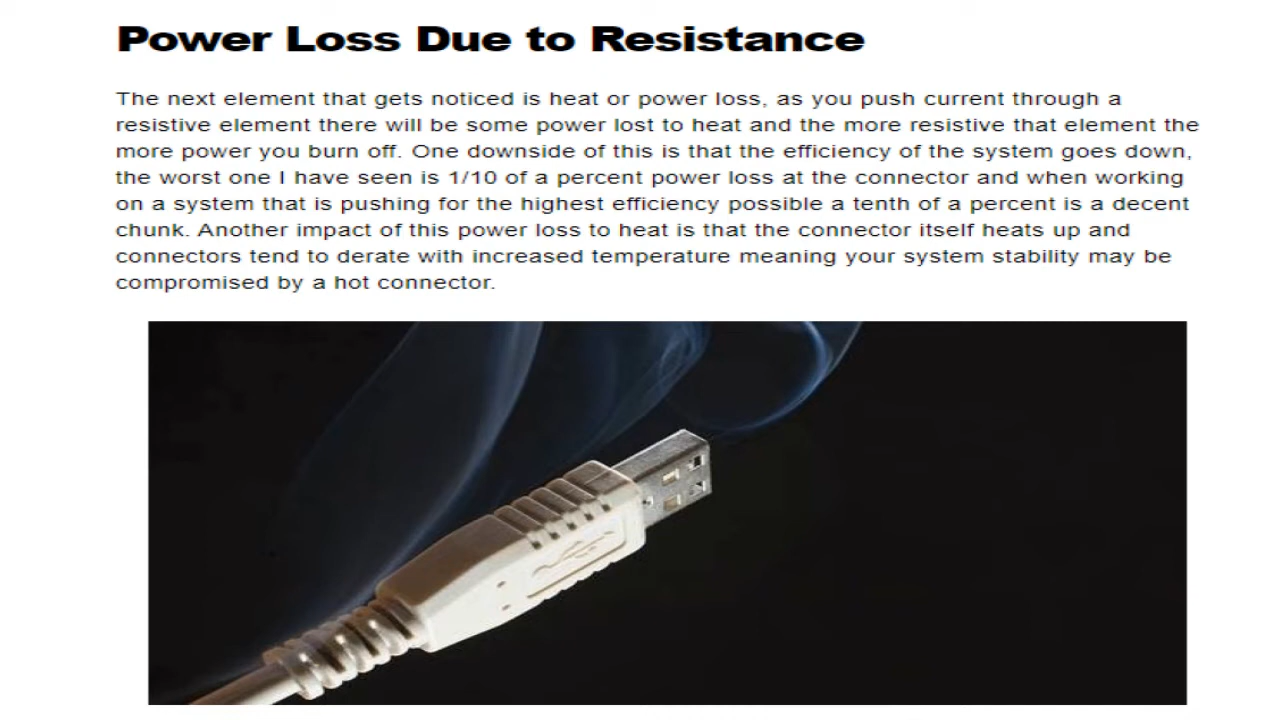 Power Loss Due to Resistance
The next element that gets noticed is heat or power loss, as you push current through a
resistive element there will be some power lost to heat and the more resistive that element the
more power you burn off. One downside of this is that the efficiency of the system goes down,
the worst one I have seen is 1/10 of a percent power loss at the connector and when working
on a system that is pushing for the highest efficiency possible a tenth of a percent is a decent
chunk. Another impact of this power loss to heat is that the connector itself heats up and
connectors tend to derate with increased temperature meaning your system stability may be
compromised by a hot connector.